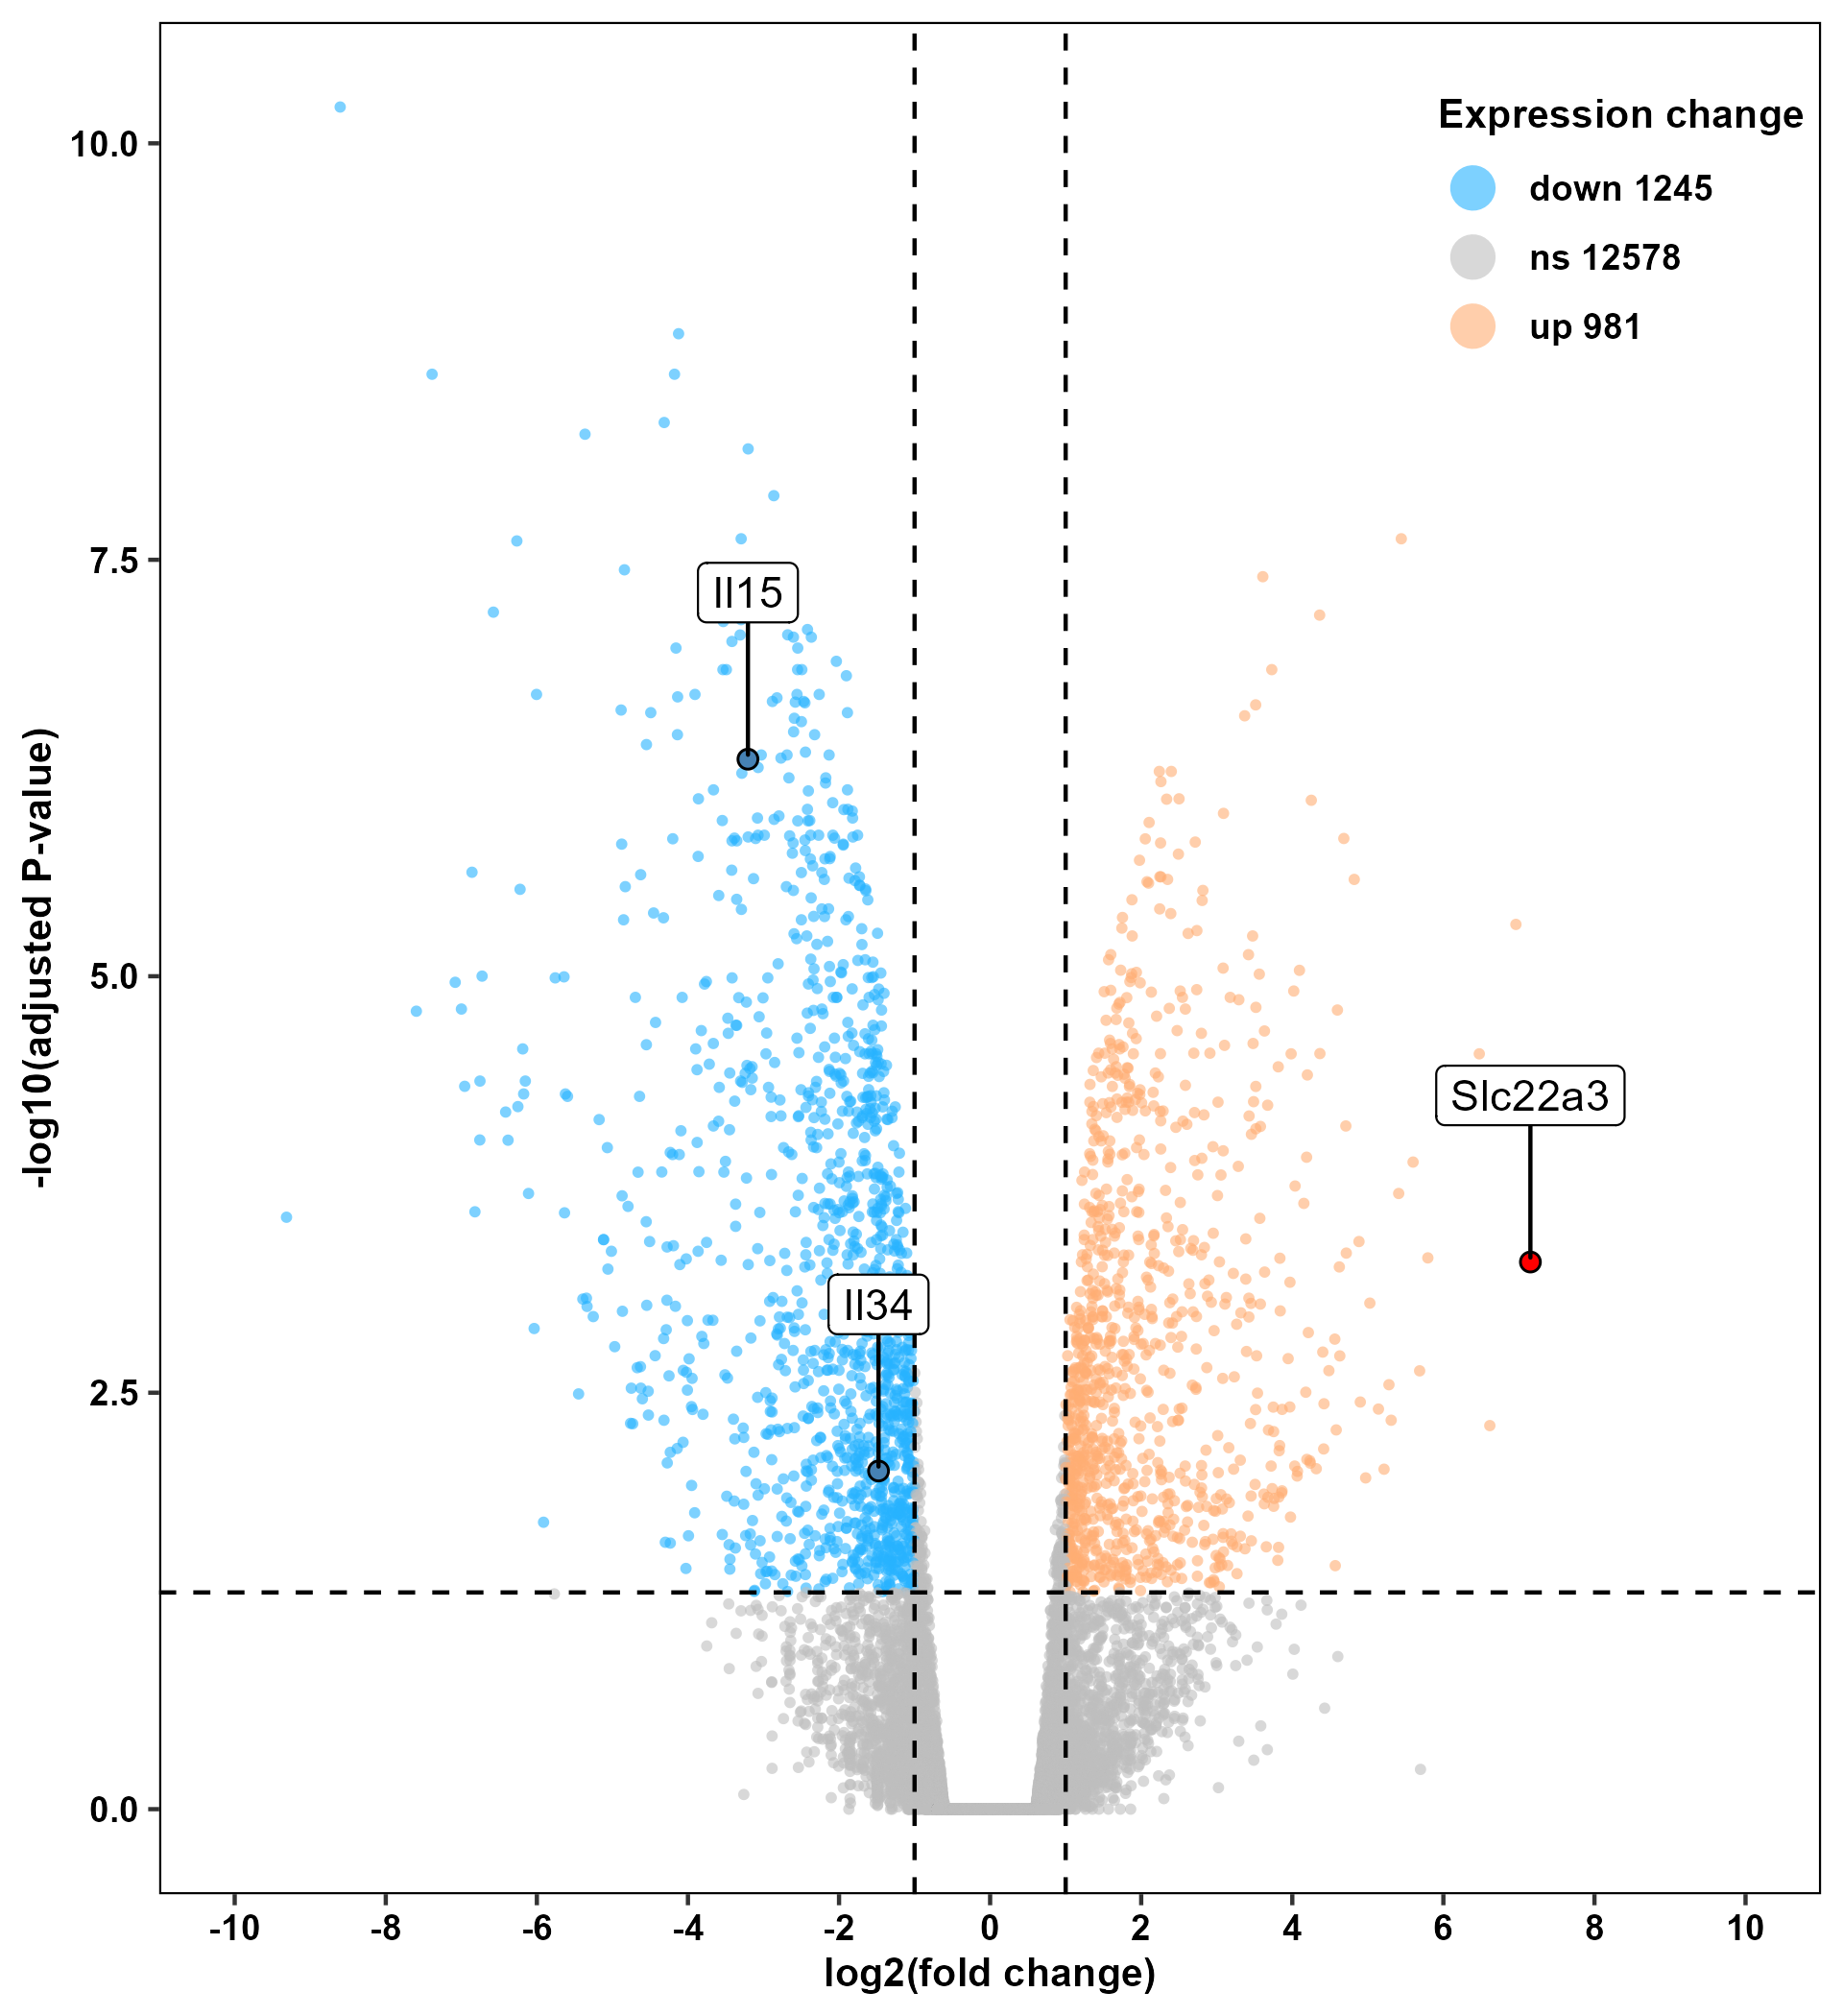 Expression change
down 1245
ns 12578
up 981
10.0
7.5
5.0
2.5
0.0
-log10(adjusted P-value)
Il15
Slc22a3
Il34
-10 -8 -6 -4 -2 0 2 4 6 8 10
log2(fold change)